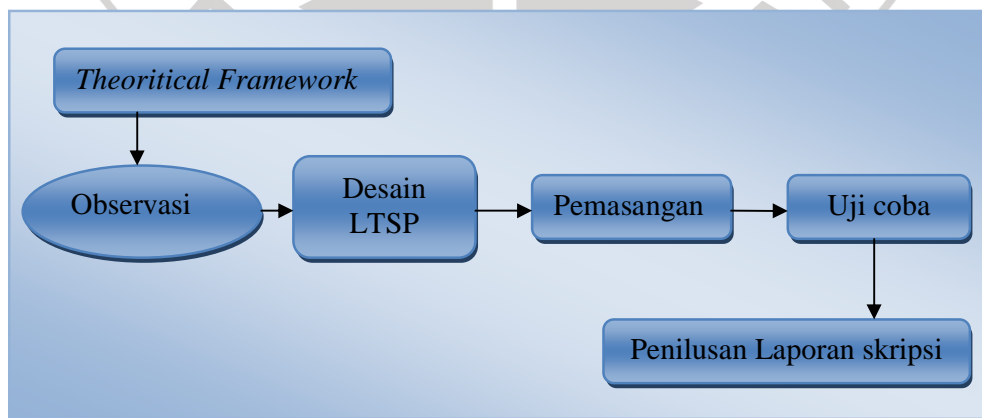 Theoritical Framework
Observasi
Desain
LTSP
Pemasangan
Uji coba
Penilusan Laporan skripsi